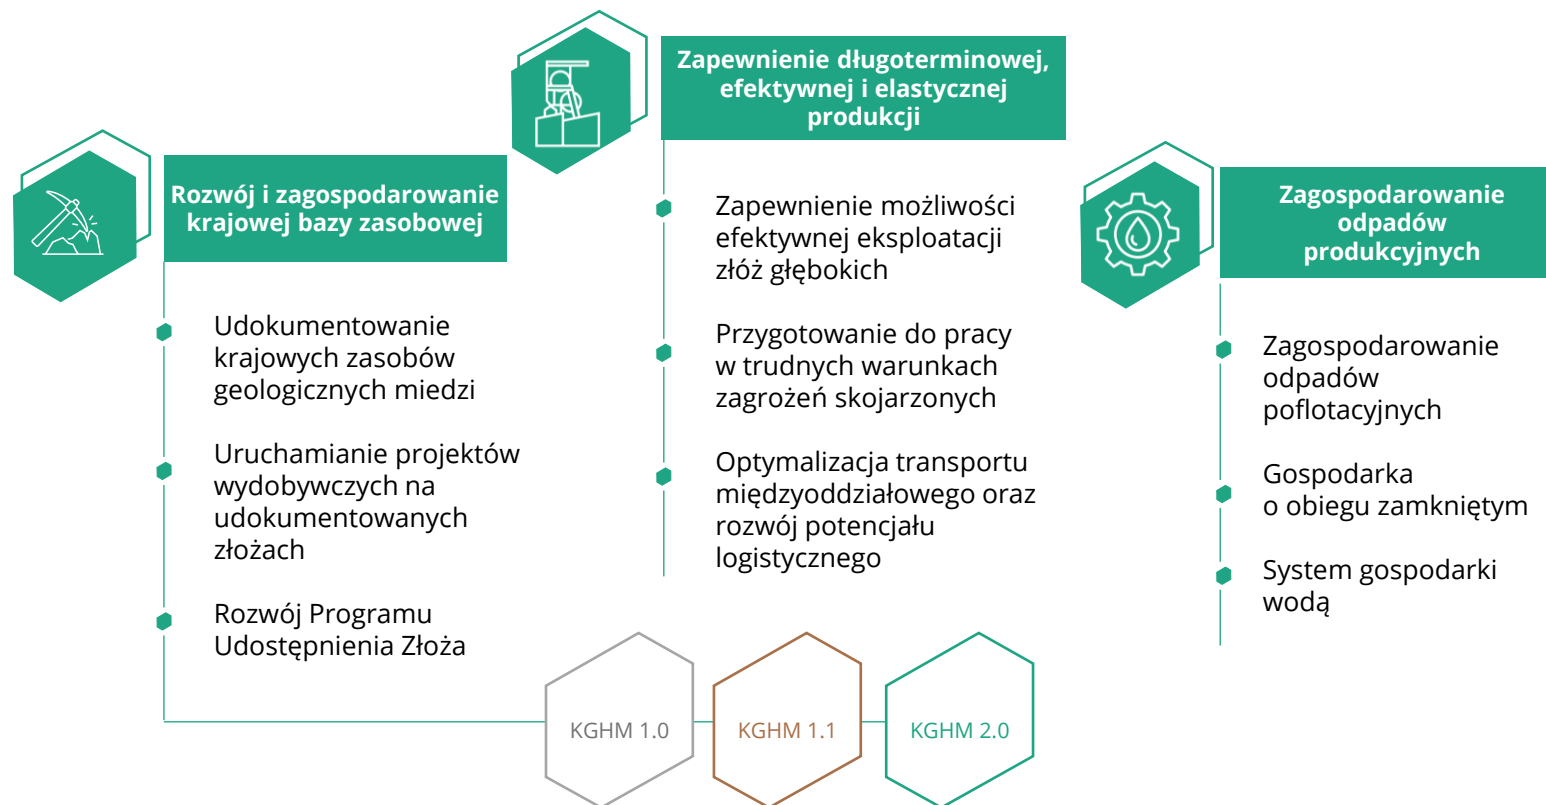 Rozwój i zagospodarowanie
krajowej bazy zasobowej
Udokumentowanie
krajowych zasobów
geologicznych miedzi
Uruchamianie projektów
wydobywczych na
udokumentowanych
złożach
Rozwój Programu
Udostępnienia Złoża
Zapewnienie długoterminowej,
efektywnej i elastycznej
produkcji
Zapewnienie możliwości
efektywnej eksploatacji
złóż głębokich
Przygotowanie do pracy
w trudnych warunkach
zagrożeń skojarzonych
Optymalizacja transportu
międzyoddziałowego oraz
rozwój potencjału
logistycznego
Zagospodarowanie
odpadów
produkcyjnych
Zagospodarowanie
odpadów
poflotacyjnych
Gospodarka
o obiegu zamkniętym
System gospodarki
wodą
KGHM 1.0
KGHM 1.1
KGHM 2.0